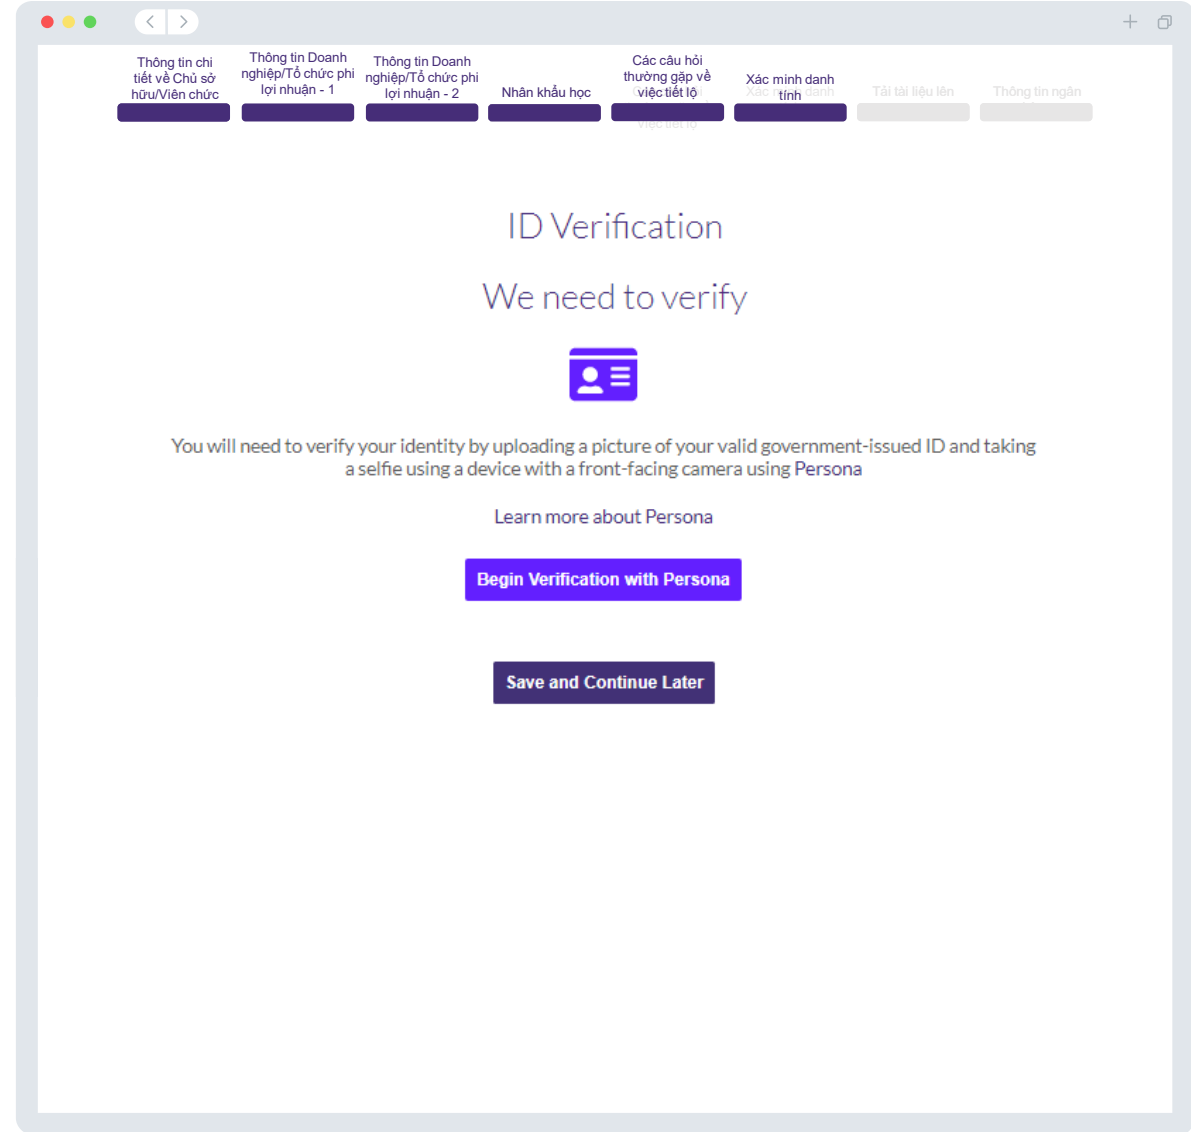 Thông tin chi
tiết về Chủ sở
hữu/Viên chức
Thông tin Doanh
nghiệp/Tổ chức phi
lợi nhuận - 1
Thông tin Doanh
nghiệp/Tổ chức phi
lợi nhuận - 2
Nhân khẩu học
Các câu hỏi
thường gặp về
việc tiết lộ
Xác minh danh
tính
Tải tài liệu lên
Thông tin ngân
ID Verification
We need to verify
You will need to verify your identity by uploading a picture of your valid government-issued ID and taking
a selfie using a device with a front-facing camera using Persona
Learn more about Persona
Begin Verification with Persona
Save and Continue Later